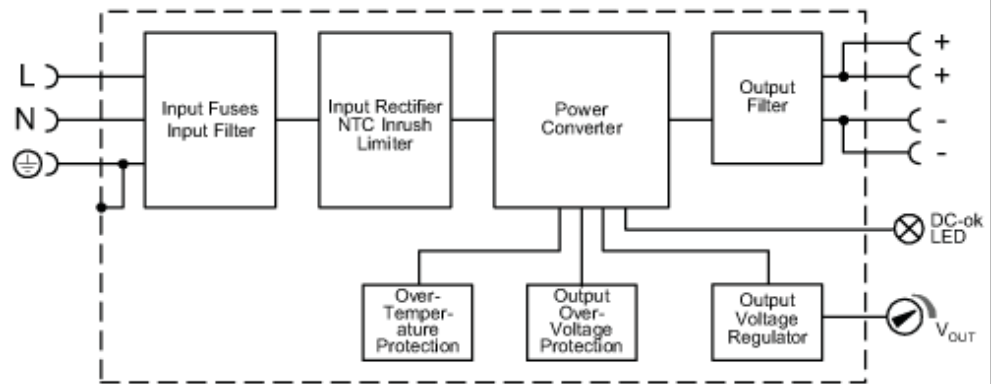 L
N
Input Fuses
Input Filter
Input Rectifier
NTC Inrush
Limiter
Power
Converter
Output
Filter
+
+
-
-
DC-ok
LED
Over-
Temper-
ature
Protection
Output
Over-
Voltage
Protection
Output
Voltage
Regulator
VOUT